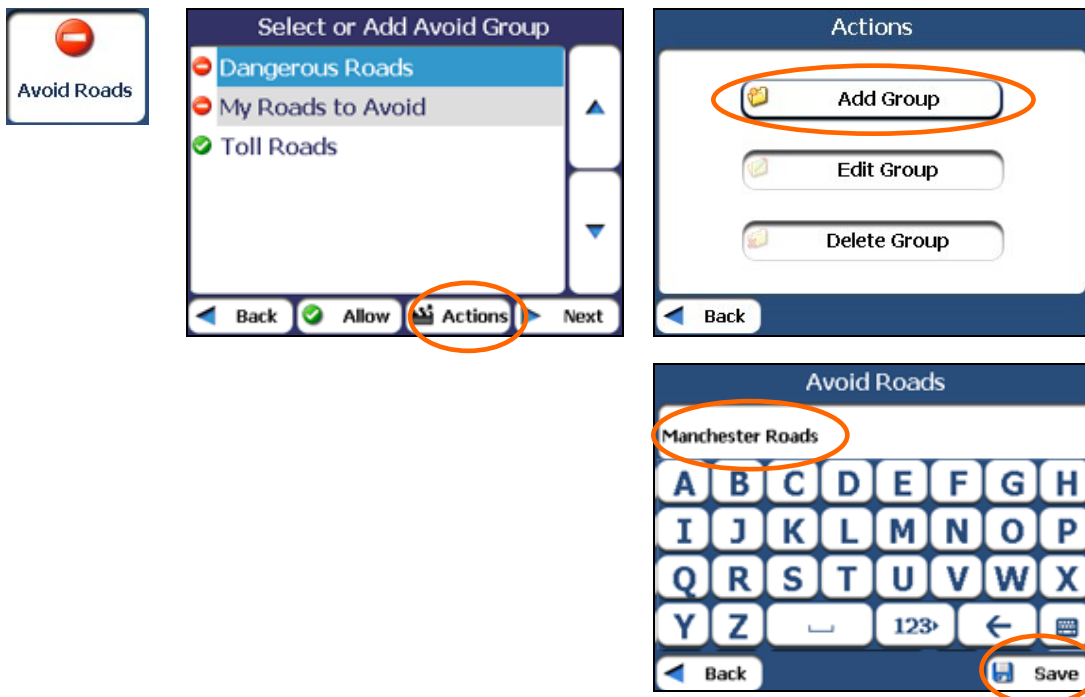 Avoid Roads
Select or Add Avoid Group
Dangerous Roads
My Roads to Avoid
Toll Roads
Back Allow Actions Next
Actions
Add Group
Edit Group
Delete Group
Back
Avoid Roads
Manchester Roads
A B C D E F G H
I J K L M N O P
Q R S T U V W X
Y Z 123
Back Save